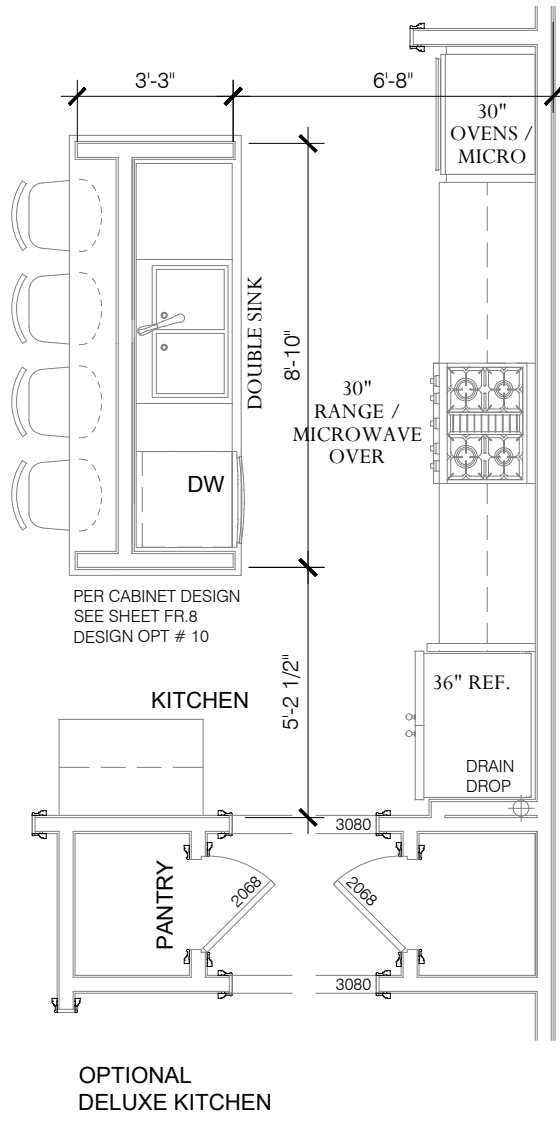 3'-3"
6'-8"
30"
OVENS /
MICRO
DOUBLE SINK
8'-10"
30"
RANGE /
MICROWAVE
OVER
DW
PER CABINET DESIGN
SEE SHEET FR.8
DESIGN OPT # 10
5'-2 1/2"
36" REF.
KITCHEN
DRAIN
DROP
3080
PANTRY
2068
2068
3080
OPTIONAL
DELUXE KITCHEN